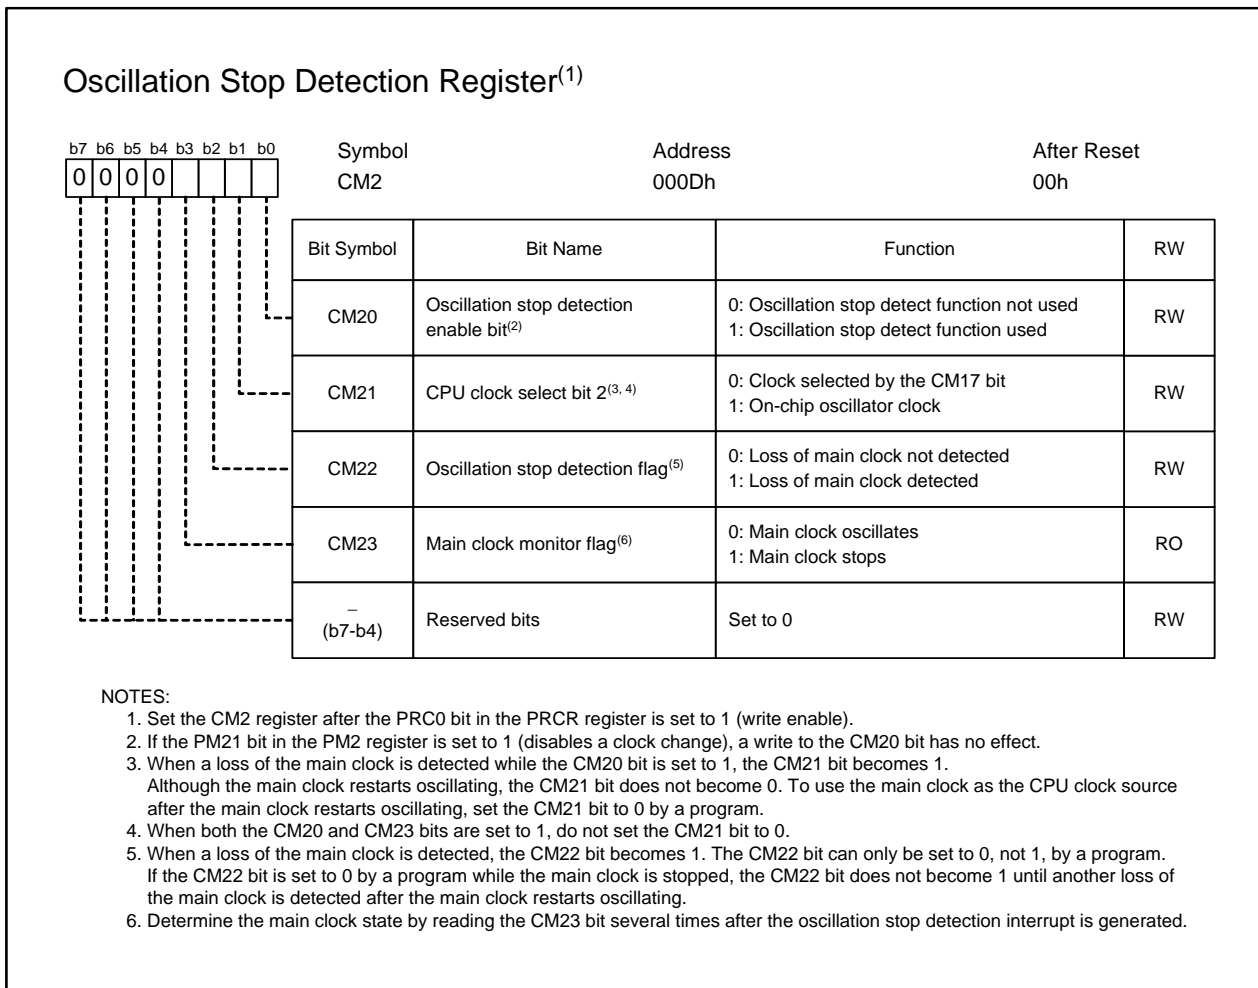 Oscillation Stop Detection Register(1)
b7 b6 b5 b4 b3 b2 b1 b0
0 0 0 0
Symbol Address After Reset
CM2 000Dh 00h
Bit Symbol Bit Name Function RW
CM20 Oscillation stop detection enable bit(2) 0: Oscillation stop detect function not used RW
1: Oscillation stop detect function used
CM21 CPU clock select bit 2(3, 4) 0: Clock selected by the CM17 bit RW
1: On-chip oscillator clock
CM22 Oscillation stop detection flag(5) 0: Loss of main clock not detected RW
1: Loss of main clock detected
CM23 Main clock monitor flag(6) 0: Main clock oscillates RO
1: Main clock stops
–
(b7-b4) Reserved bits Set to 0 RW
NOTES:
1. Set the CM2 register after the PRC0 bit in the PRCR register is set to 1 (write enable).
2. If the PM21 bit in the PM2 register is set to 1 (disables a clock change), a write to the CM20 bit has no effect.
3. When a loss of the main clock is detected while the CM20 bit is set to 1, the CM21 bit becomes 1.
Although the main clock restarts oscillating, the CM21 bit does not become 0. To use the main clock as the CPU clock source
after the main clock restarts oscillating, set the CM21 bit to 0 by a program.
4. When both the CM20 and CM23 bits are set to 1, do not set the CM21 bit to 0.
5. When a loss of the main clock is detected, the CM22 bit becomes 1. The CM22 bit can only be set to 0, not 1, by a program.
If the CM22 bit is set to 0 by a program while the main clock is stopped, the CM22 bit does not become 1 until another loss of
the main clock is detected after the main clock restarts oscillating.
6. Determine the main clock state by reading the CM23 bit several times after the oscillation stop detection interrupt is generated.